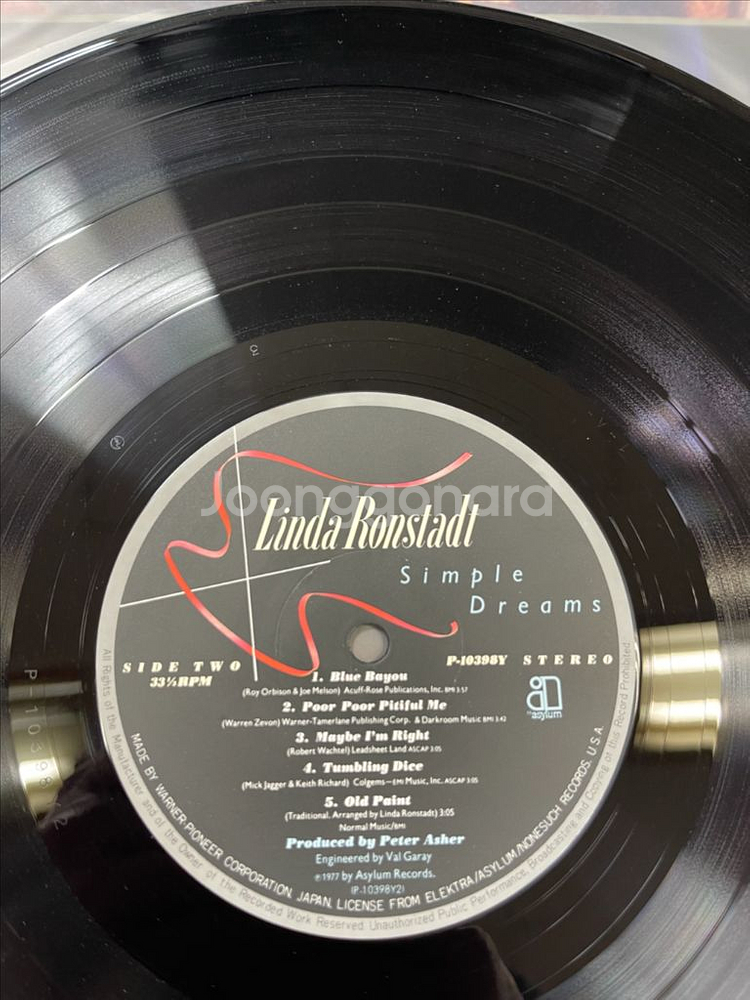 Joonggonara
Linda Ronstadt
Simple
Dreams
SIDE TWO
33⅓RPM
P-10398Y STEREO
asylum
1. Blue Bayou
(Roy Orbison & Joe Melson) Acuff-Rose Publications, Inc. BMI 3:57
2. Poor Poor Pitiful Me
(Warren Zevon) Warner-Tamerlane Publishing Corp. & Darkroom Music BMI 3:42
3. Maybe I'm Right
(Robert Wachtel) Leadsheet Land ASCAP 3:05
4. Tumbling Dice
(Mick Jagger & Keith Richard) Colgems-EMI Music, Inc. ASCAP 3:05
5. Old Paint
(Traditional. Arranged by Linda Ronstadt) 3:05
Normal Music/BMI
Produced by Peter Asher
Engineered by Val Garay
℗1977 by Asylum Records.
(P-10398Y2)
MADE BY WARNER-PIONEER CORPORATION, JAPAN, LICENSE FROM ELEKTRA/ASYLUM/NONESUCH RECORDS, U.S.A.
All Rights of the Manufacturer and of the Owner of the Recorded Work Reserved. Unauthorized Public Performance, Broadcasting and Copying of this Record Prohibited.